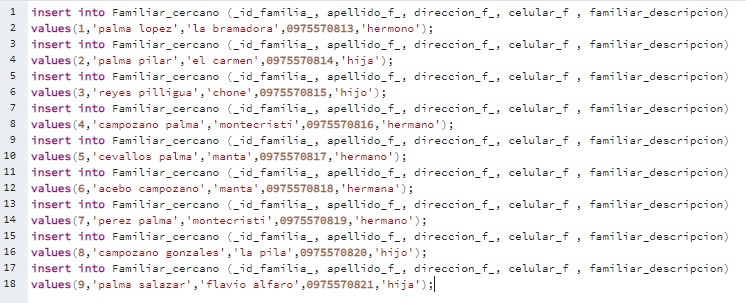 1 insert into Familiar_cercano (_id_familia_, apellido_f_, direccion_f_, celular_f , familiar_descripcion)
2 values(1,'palma lopez','la bramadora',0975570813,'hermono');
3 insert into Familiar_cercano (_id_familia_, apellido_f_, direccion_f_, celular_f , familiar_descripcion)
4 values(2,'palma pilar','el carmen',0975570814,'hija');
5 insert into Familiar_cercano (_id_familia_, apellido_f_, direccion_f_, celular_f , familiar_descripcion)
6 values(3,'reyes pilligua','chone',0975570815,'hijo');
7 insert into Familiar_cercano (_id_familia_, apellido_f_, direccion_f_, celular_f , familiar_descripcion)
8 values(4,'campozano palma','montecristi',0975570816,'hermano');
9 insert into Familiar_cercano (_id_familia_, apellido_f_, direccion_f_, celular_f , familiar_descripcion)
10 values(5,'cevallos palma','manta',0975570817,'hermano');
11 insert into Familiar_cercano (_id_familia_, apellido_f_, direccion_f_, celular_f , familiar_descripcion)
12 values(6,'acebo campozano','manta',0975570818,'hermana');
13 insert into Familiar_cercano (_id_familia_, apellido_f_, direccion_f_, celular_f , familiar_descripcion)
14 values(7,'perez palma','montecristi',0975570819,'hermano');
15 insert into Familiar_cercano (_id_familia_, apellido_f_, direccion_f_, celular_f , familiar_descripcion)
16 values(8,'campozano gonzales','la pila',0975570820,'hijo');
17 insert into Familiar_cercano (_id_familia_, apellido_f_, direccion_f_, celular_f , familiar_descripcion)
18 values(9,'palma salazar','flavio alfaro',0975570821,'hija');